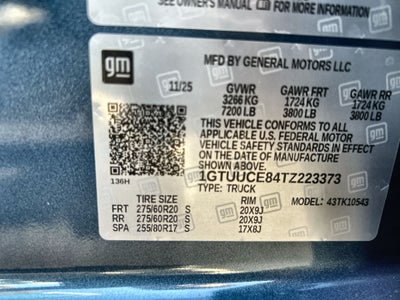 SEE OWNER'S MANUAL FOR MORE INFORMATION
gm
MFD BY GENERAL MOTORS LLC
11/25 GVWR GAWR FRT GAWR RR
3266 KG 1724 KG 1724 KG
7200 LB 3800 LB 3800 LB
THIS VEHICLE CONFORMS TO ALL
APPLICABLE U.S. FEDERAL MOTOR
VEHICLE SAFETY STANDARDS IN
EFFECT ON THE DATE OF MANUFACTURE
SHOWN ABOVE.
136H
1GTUUCE84TZ223373
TYPE: TRUCK
TIRE SIZE RIM MODEL: 43TK10543
FRT 275/60R20 S 20X9J
RR 275/60R20 S 20X9J
SPA 255/80R17 S 17X8J